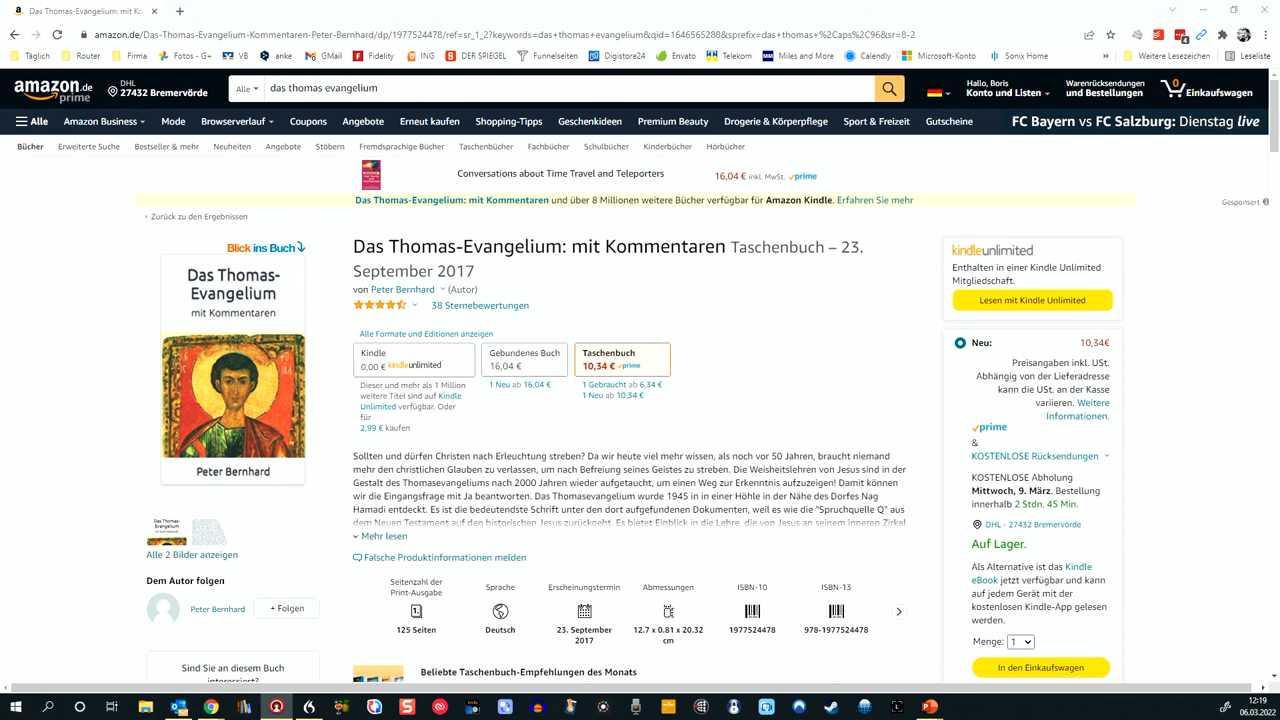 Das Thomas-Evangelium: mit Ko
amazon.de/Das-Thomas-Evangelium-Kommentaren-Peter-Bernhard/dp/1977524478/ref=sr_1_2?keywords=das+thomas+evangelium&qid=1646565288&sprefix=das+thomas+%2Caps%2C96&sr=8-2
Täglich Router Firma Fotos - G+ VB anke GMail Fidelity ING DER SPIEGEL Funnelseiten Digistore24 Envato Telekom Miles and More Calendly Microsoft-Konto Sonix Home » Weitere Lesezeichen Leseliste
amazon.de prime
DHL
27432 Bremervörde
Alle das thomas evangelium
Hallo, Boris
Konto und Listen
Warenrücksendungen
und Bestellungen
0 Einkaufswagen
Alle Amazon Business Mode Browserverlauf Coupons Angebote Erneut kaufen Shopping-Tipps Geschenkideen Premium Beauty Drogerie & Körperpflege Sport & Freizeit Gutscheine FC Bayern vs FC Salzburg: Dienstag live
Bücher Erweiterte Suche Bestseller & mehr Neuheiten Angebote Stöbern Fremdsprachige Bücher Taschenbücher Fachbücher Schulbücher Kinderbücher Hörbücher
Conversations about Time Travel and Teleporters 16,04 € inkl. MwSt. prime
Das Thomas-Evangelium: mit Kommentaren und über 8 Millionen weitere Bücher verfügbar für Amazon Kindle. Erfahren Sie mehr
Gesponsert
‹ Zurück zu den Ergebnissen
Blick ins Buch
Das Thomas-
Evangelium
mit Kommentaren
Peter Bernhard
Alle 2 Bilder anzeigen
Dem Autor folgen
Peter Bernhard + Folgen
Sind Sie an diesem Buch
interessiert?
Das Thomas-Evangelium: mit Kommentaren Taschenbuch – 23.
September 2017
von Peter Bernhard (Autor)
38 Sternebewertungen
Alle Formate und Editionen anzeigen
Kindle
0,00 € kindleunlimited
Dieser und mehr als 1 Million
weitere Titel sind auf Kindle
Unlimited verfügbar. Oder
für
2,99 € kaufen
Gebundenes Buch
16,04 €
1 Neu ab 16,04 €
Taschenbuch
10,34 € prime
1 Gebraucht ab 6,34 €
1 Neu ab 10,34 €
Sollten und dürfen Christen nach Erleuchtung streben? Da wir heute viel mehr wissen, als noch vor 50 Jahren, braucht niemand
mehr den christlichen Glauben zu verlassen, um nach Befreiung seines Geistes zu streben. Die Weisheitslehren von Jesus sind in der
Gestalt des Thomasevangeliums nach 2000 Jahren wieder aufgetaucht, um einen Weg zur Erkenntnis aufzuzeigen! Damit können
wir die Eingangsfrage mit Ja beantworten. Das Thomasevangelium wurde 1945 in in einer Höhle in der Nähe des Dorfes Nag
Hamadi entdeckt. Es ist die bedeutendste Schrift unter den dort aufgefundenen Dokumenten, weil es wie die "Spruchquelle Q" aus
dem Neuen Testament auf den historischen Jesus zurückgeht. Es bietet Einblick in die Lehre, die von Jesus an seinem inneren Zirkel
Mehr lesen
Falsche Produktinformationen melden
Seitenzahl der
Print-Ausgabe
125 Seiten
Sprache
Deutsch
Erscheinungstermin
23. September
2017
Abmessungen
12.7 x 0.81 x 20.32
cm
ISBN-10
1977524478
ISBN-13
978-1977524478
Beliebte Taschenbuch-Empfehlungen des Monats
kindleunlimited
Enthalten in einer Kindle Unlimited
Mitgliedschaft.
Lesen mit Kindle Unlimited
Neu: 10,34€
Preisangaben inkl. USt.
Abhängig von der Lieferadresse
kann die USt. an der Kasse
variieren. Weitere
Informationen.
prime
&
KOSTENLOSE Rücksendungen
KOSTENLOSE Abholung
Mittwoch, 9. März. Bestellung
innerhalb 2 Stdn. 45 Min.
DHL - 27432 Bremervörde
Auf Lager.
Als Alternative ist das Kindle
eBook jetzt verfügbar und kann
auf jedem Gerät mit der
kostenlosen Kindle-App gelesen
werden.
Menge: 1
In den Einkaufswagen
12:19
06.03.2022